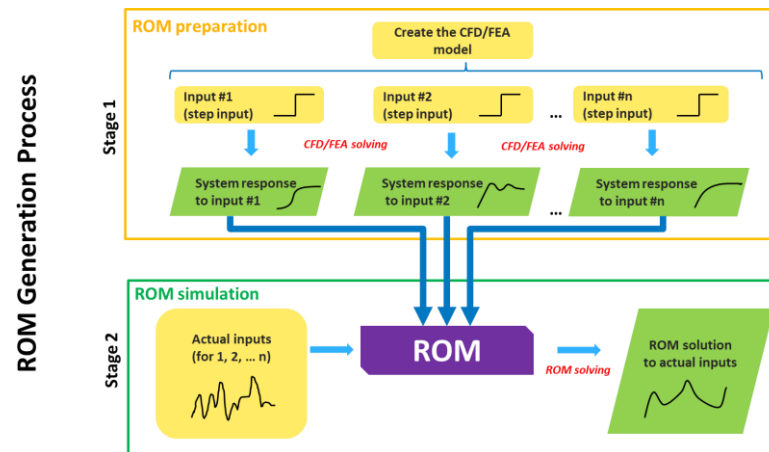 ROM Generation Process
Stage 1
ROM preparation
Create the CFD/FEA
model
Input #1
(step input)
Input #2
(step input)
...
Input #n
(step input)
CFD/FEA solving
CFD/FEA solving
System response
to input #1
System response
to input #2
...
System response
to input #n
Stage 2
ROM simulation
Actual inputs
(for 1, 2, ... n)
ROM
ROM solving
ROM solution
to actual inputs